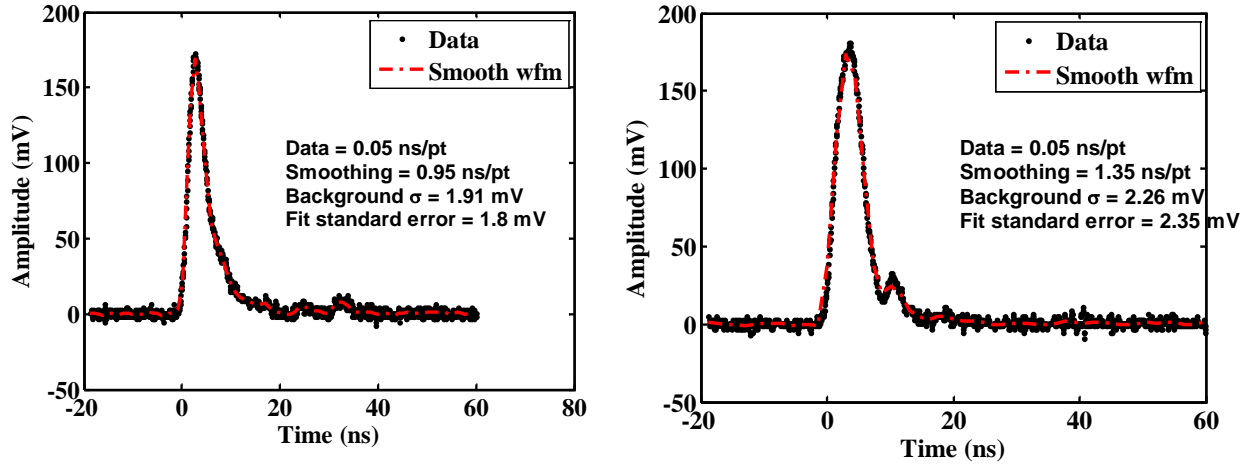 200
150
100
50
0
-50
Amplitude (mV)
Data
Smooth wfm
Data = 0.05 ns/pt
Smoothing = 0.95 ns/pt
Background σ = 1.91 mV
Fit standard error = 1.8 mV
-20
0
20
40
60
80
Time (ns)
200
150
100
50
0
-50
Amplitude (mV)
Data
Smooth wfm
Data = 0.05 ns/pt
Smoothing = 1.35 ns/pt
Background σ = 2.26 mV
Fit standard error = 2.35 mV
-20
0
20
40
60
Time (ns)